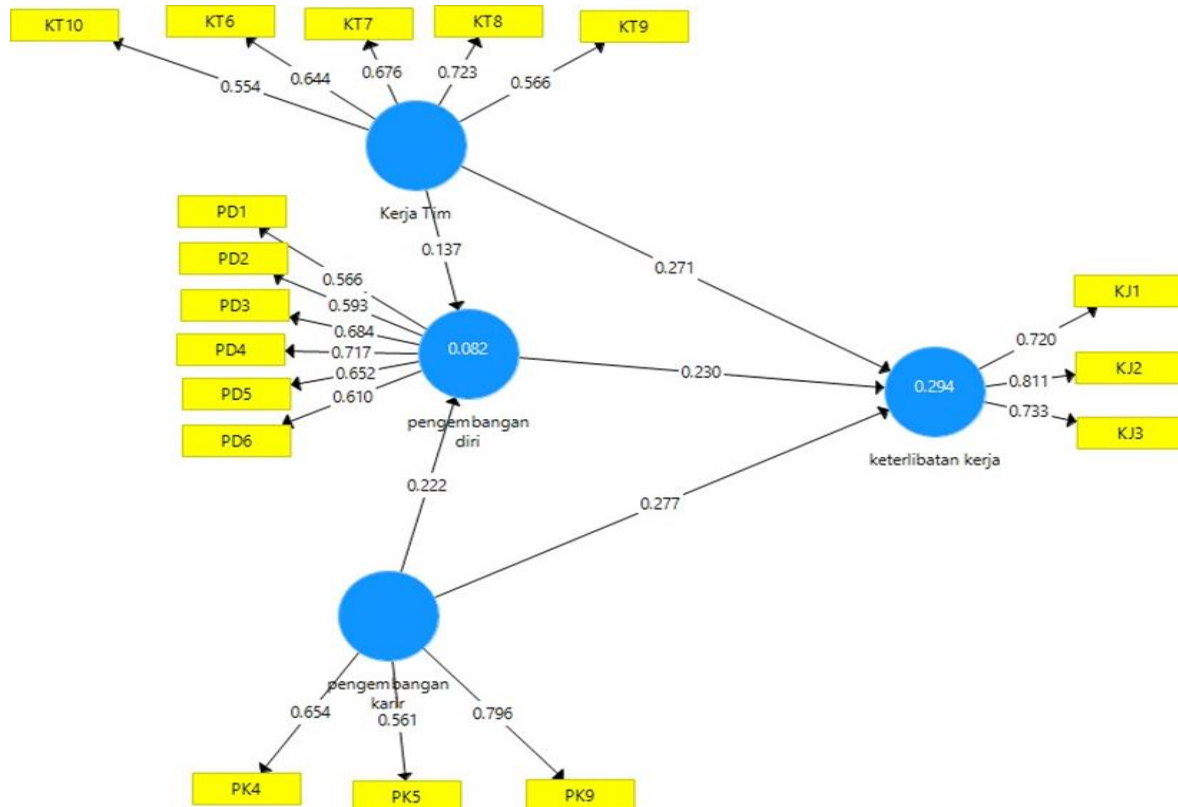 KT10
KT6
KT7
KT8
KT9
0.554
0.644
0.676
0.723
0.566
Kerja Tim
0.137
0.271
PD1
PD2
PD3
PD4
PD5
PD6
0.566
0.593
0.684
0.717
0.652
0.610
0.082
pengembangan
diri
0.230
0.294
keterlibatan kerja
0.720
0.811
0.733
KJ1
KJ2
KJ3
0.222
0.277
pengembangan
karir
0.654
0.561
0.796
PK4
PK5
PK9